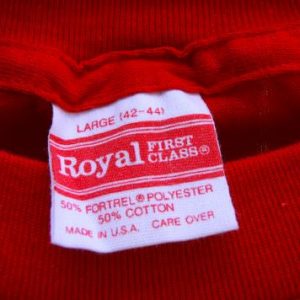 LARGE (42-44)
Royal FIRST CLASS®
50% FORTREL® POLYESTER
50% COTTON
MADE IN U.S.A. CARE OVER